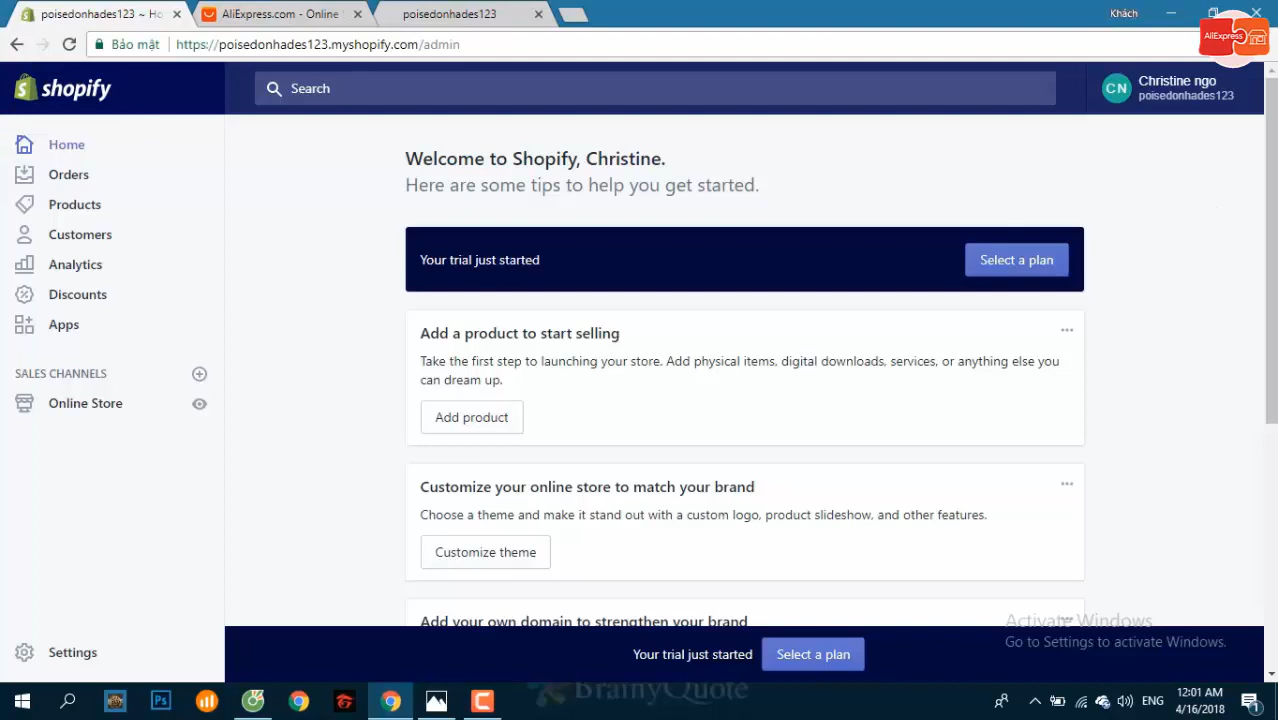 poisedonhades123 ~ Ho
AliExpress.com - Online
poisedonhades123
Khách
Bảo mật
https://poisedonhades123.myshopify.com/admin
AliExpress
shopify
Search
CN
Christine ngo
poisedonhades123
Home
Orders
Products
Customers
Analytics
Discounts
Apps
SALES CHANNELS
Online Store
Settings
Welcome to Shopify, Christine.
Here are some tips to help you get started.
Your trial just started
Select a plan
Add a product to start selling
Take the first step to launching your store. Add physical items, digital downloads, services, or anything else you
can dream up.
Add product
Customize your online store to match your brand
Choose a theme and make it stand out with a custom logo, product slideshow, and other features.
Customize theme
Add your own domain to strengthen your brand
Activate Windows
Go to Settings to activate Windows.
Your trial just started
Select a plan
BrainyQuote
Ps
ENG
12:01 AM
4/16/2018
1